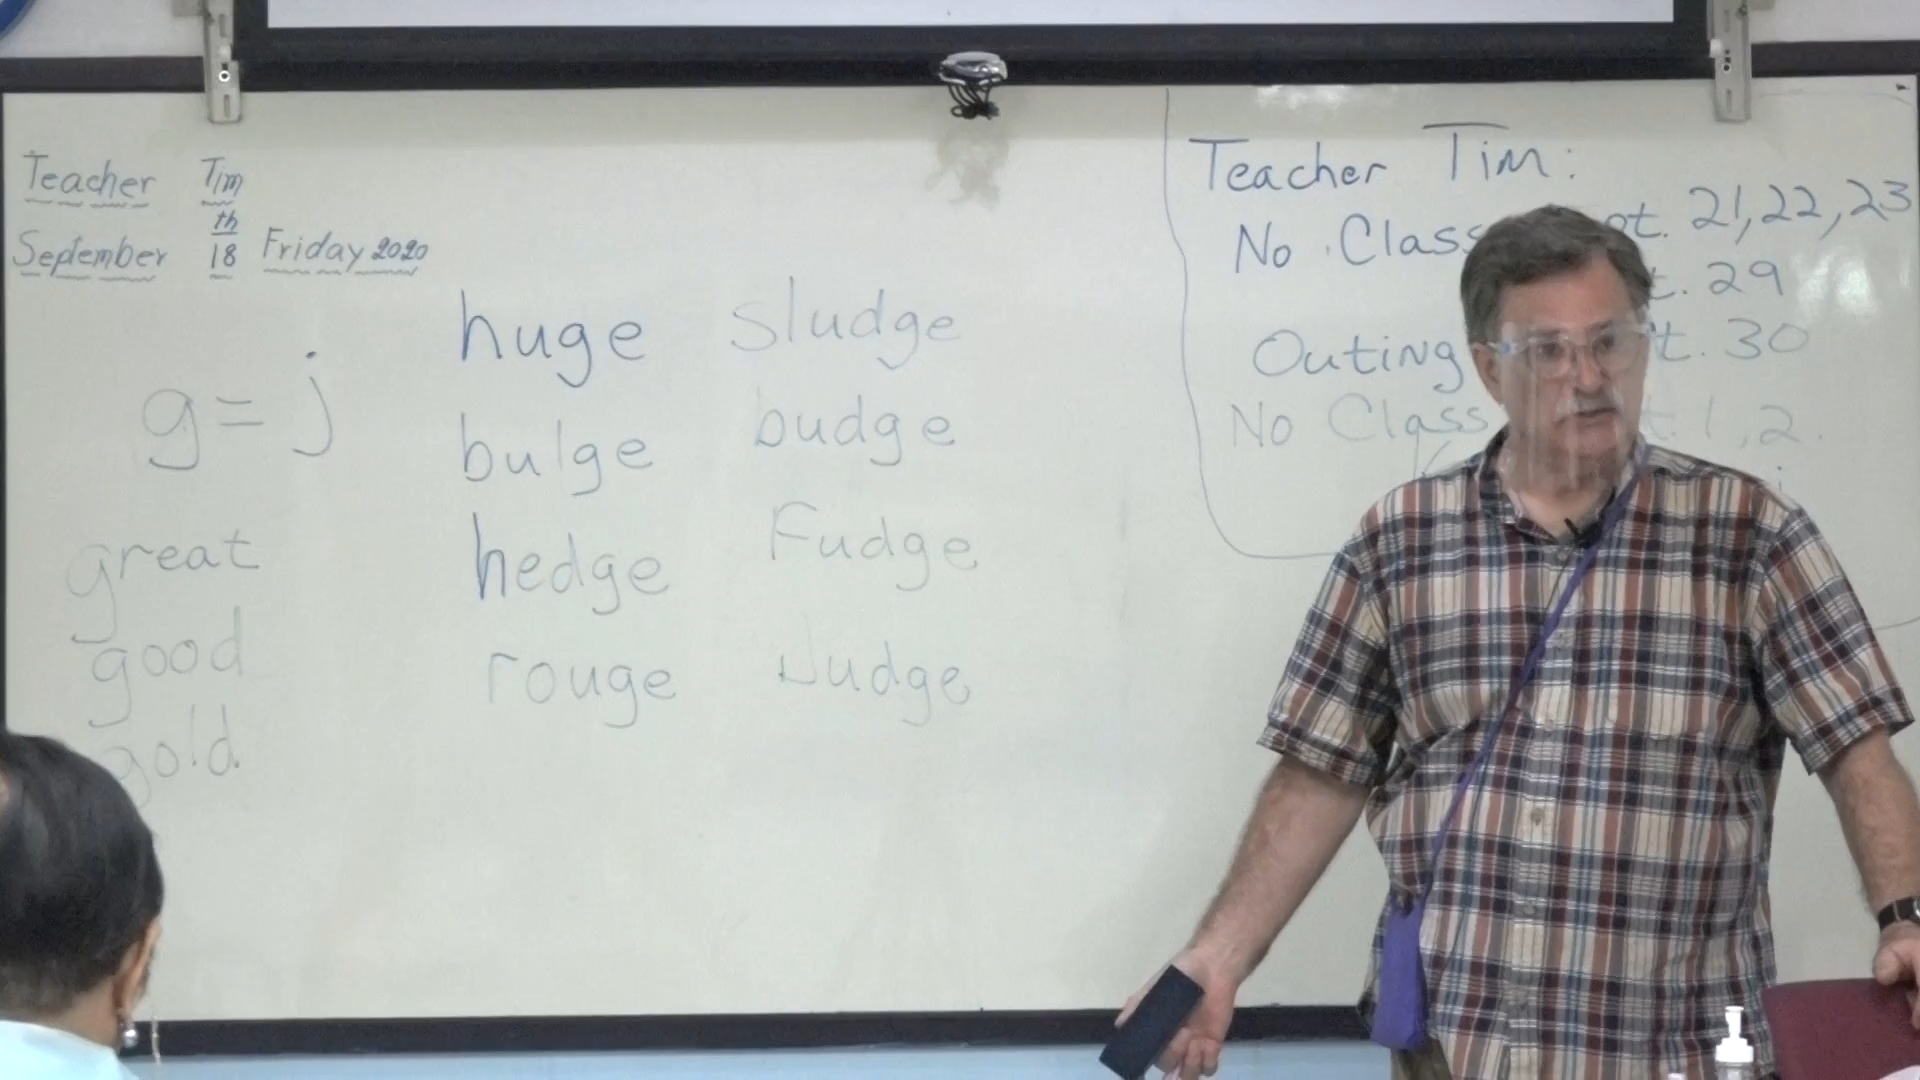 Teacher Tim
September 18th Friday 2020
g = j
great
good
gold
huge
bulge
hedge
rouge
sludge
budge
Fudge
Judge
Teacher Tim:
No Class 21, 22, 23
29
Outing 30
No Class 1, 2.